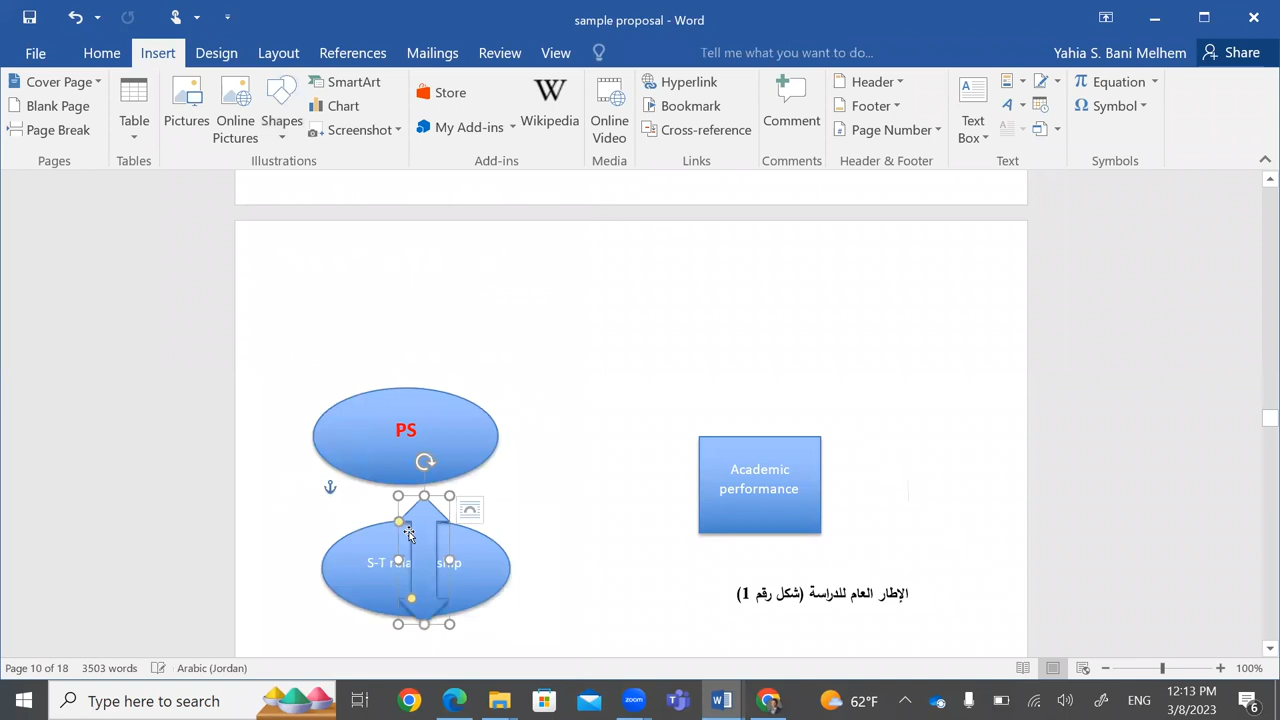 sample proposal - Word
File
Home
Insert
Design
Layout
References
Mailings
Review
View
Tell me what you want to do...
Yahia S. Bani Melhem
Share
Cover Page
Blank Page
Page Break
Table
Pictures
Online Pictures
Shapes
SmartArt
Chart
Screenshot
Store
My Add-ins
Wikipedia
Online Video
Hyperlink
Bookmark
Cross-reference
Comment
Header
Footer
Page Number
Text Box
A
Equation
Symbol
Pages
Tables
Illustrations
Add-ins
Media
Links
Comments
Header & Footer
Text
Symbols
PS
Academic
performance
الإطار العام للدراسة (شكل رقم 1)
Page 10 of 18
3503 words
Arabic (Jordan)
100%
Type here to search
zoom
62°F
ENG
12:13 PM
3/8/2023
6